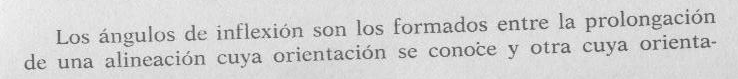 Los ángulos de inflexión son los formados entre la prolongación
de una alineación cuya orientación se conoce y otra cuya orienta-